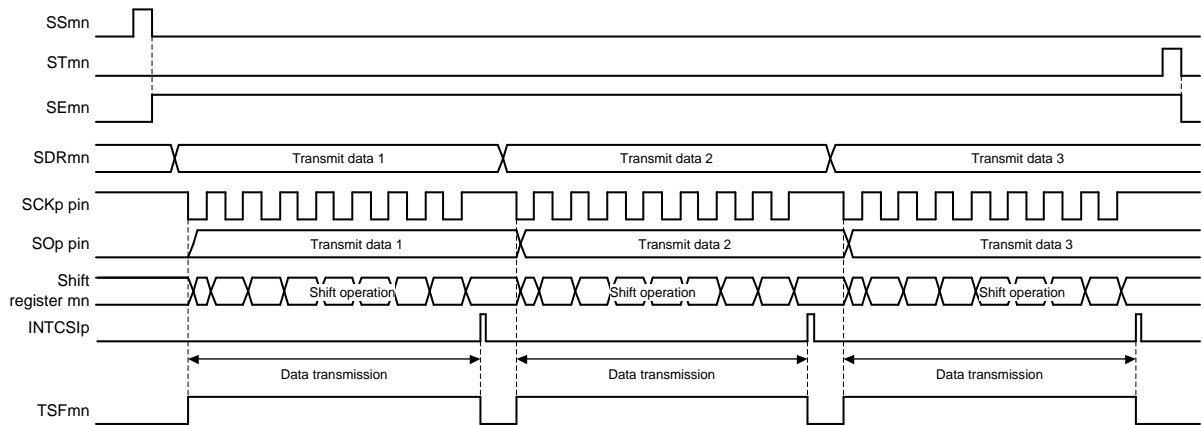 SSmn
STmn
SEmn
SDRmn Transmit data 1 Transmit data 2 Transmit data 3
SCKp pin
SOp pin Transmit data 1 Transmit data 2 Transmit data 3
Shift
register mn Shift operation Shift operation Shift operation
INTCSIp
Data transmission Data transmission Data transmission
TSFmn